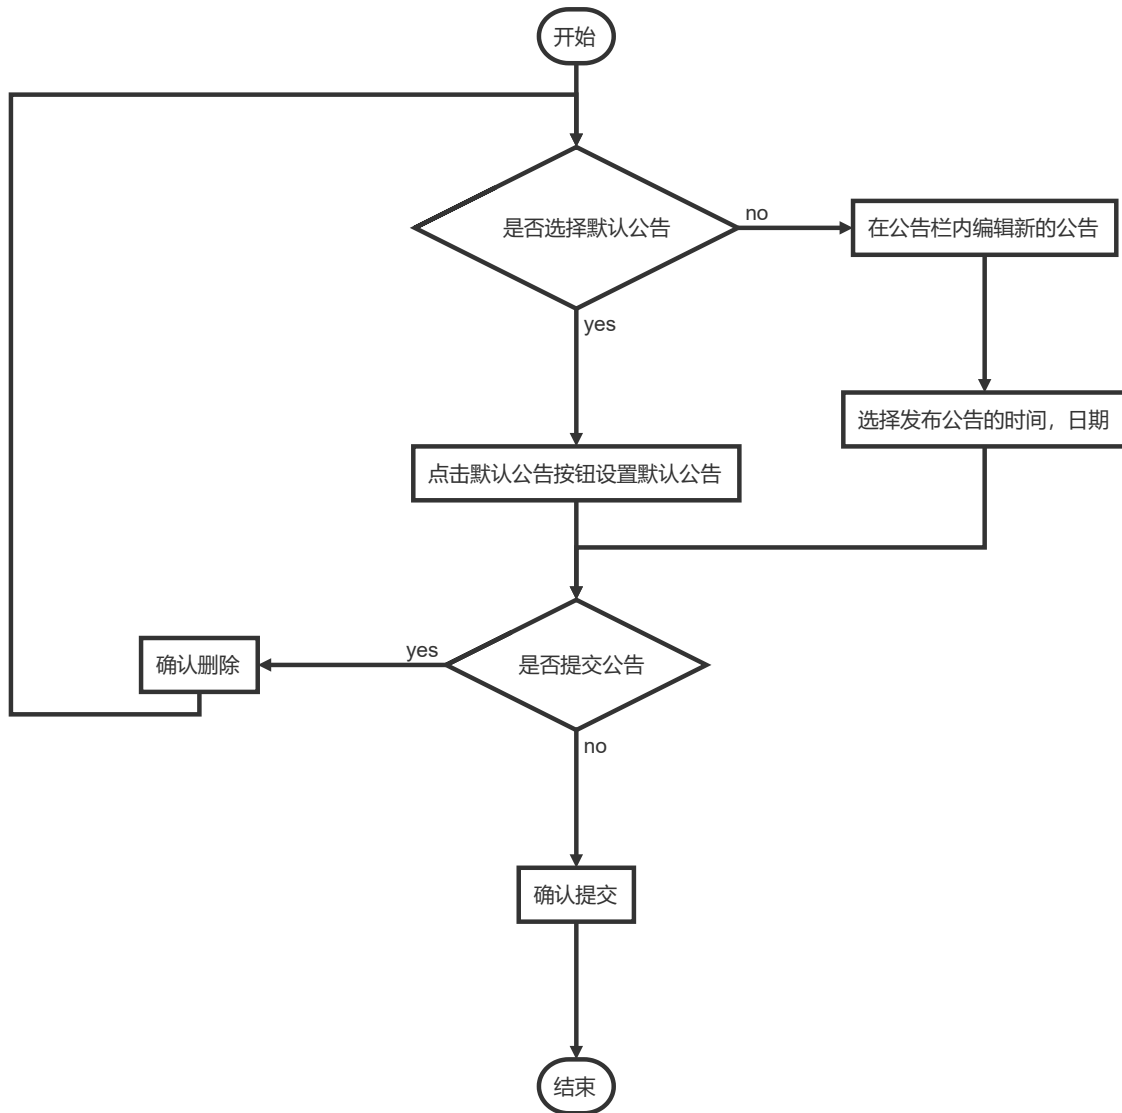 开始
是否选择默认公告
no
在公告栏内编辑新的公告
yes
选择发布公告的时间，日期
点击默认公告按钮设置默认公告
确认删除
yes
是否提交公告
no
确认提交
结束